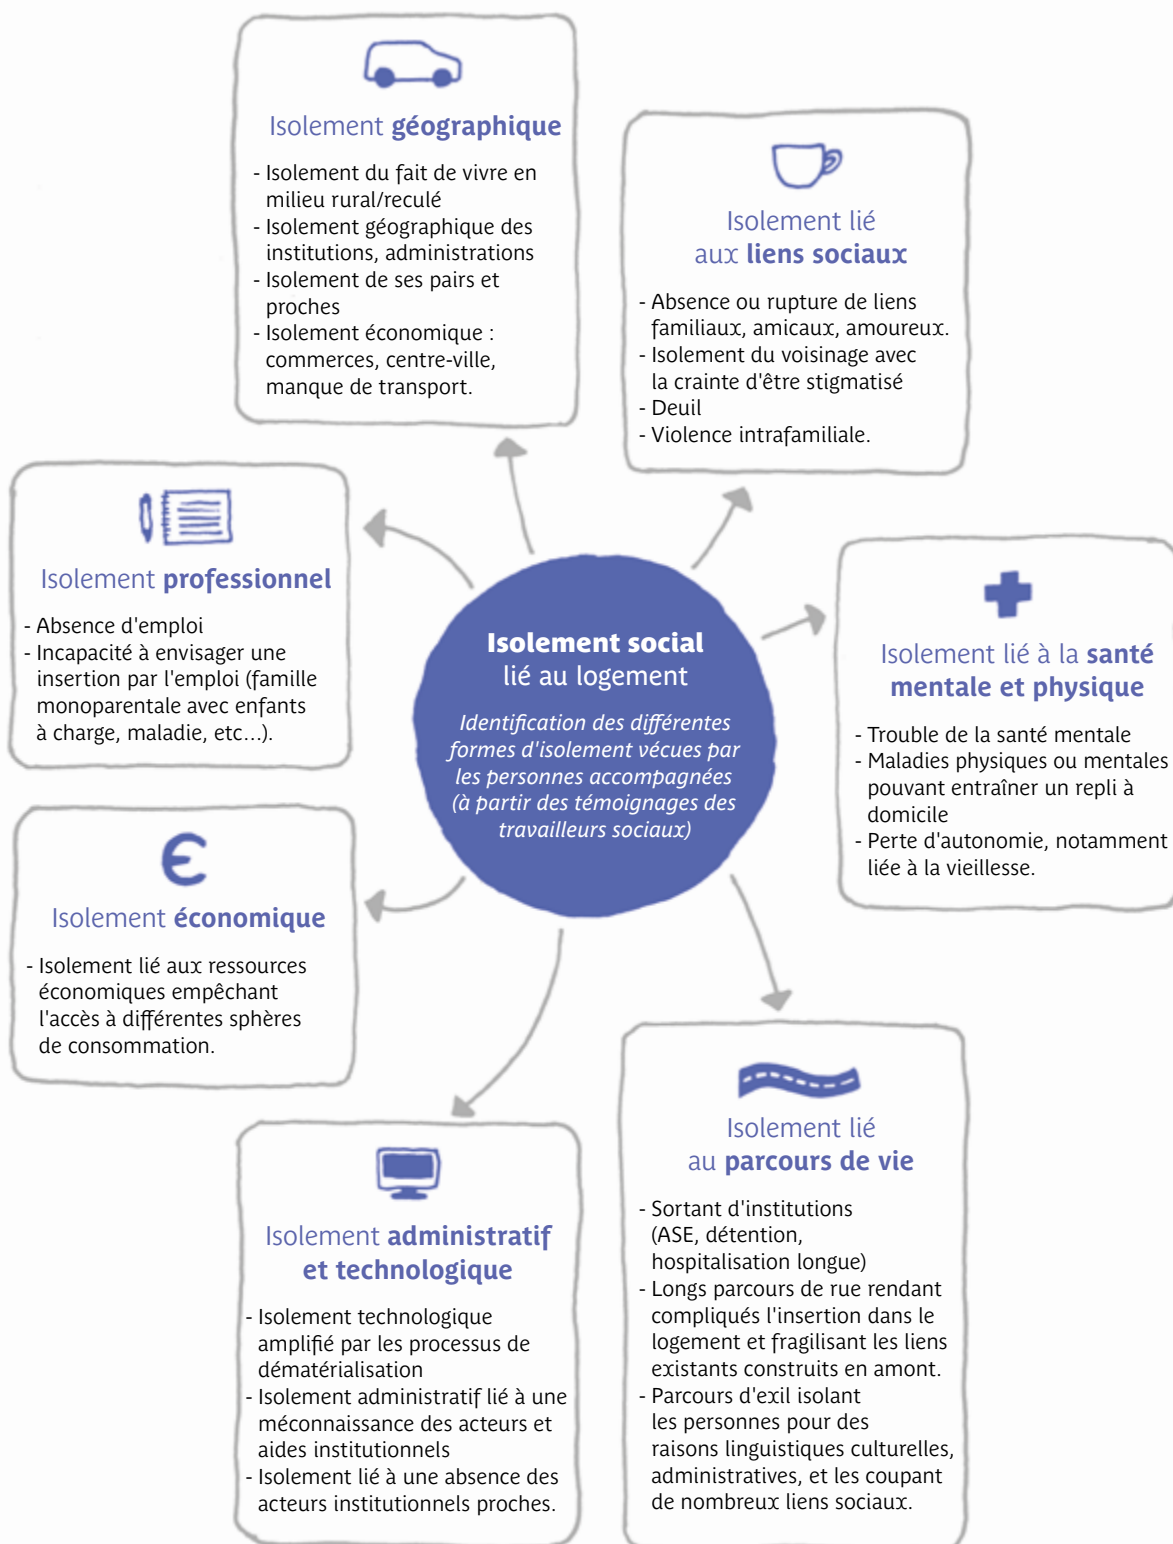 Isolement géographique
- Isolement du fait de vivre en
milieu rural/reculé
- Isolement géographique des
institutions, administrations
- Isolement de ses pairs et
proches
- Isolement économique :
commerces, centre-ville,
manque de transport.
Isolement lié
aux liens sociaux
- Absence ou rupture de liens
familiaux, amicaux, amoureux.
- Isolement du voisinage avec
la crainte d'être stigmatisé
- Deuil
- Violence intrafamiliale.
Isolement professionnel
- Absence d'emploi
- Incapacité à envisager une
insertion par l'emploi (famille
monoparentale avec enfants
à charge, maladie, etc...).
Isolement social
lié au logement
Identification des différentes
formes d'isolement vécues par
les personnes accompagnées
(à partir des témoignages des
travailleurs sociaux)
Isolement lié à la santé
mentale et physique
- Trouble de la santé mentale
- Maladies physiques ou mentales
pouvant entraîner un repli à
domicile
- Perte d'autonomie, notamment
liée à la vieillesse.
€
Isolement économique
- Isolement lié aux ressources
économiques empêchant
l'accès à différentes sphères
de consommation.
Isolement administratif
et technologique
- Isolement technologique
amplifié par les processus de
dématérialisation
- Isolement administratif lié à une
méconnaissance des acteurs et
aides institutionnels
- Isolement lié à une absence des
acteurs institutionnels proches.
Isolement lié
au parcours de vie
- Sortant d'institutions
(ASE, détention,
hospitalisation longue)
- Longs parcours de rue rendant
compliqués l'insertion dans le
logement et fragilisant les liens
existants construits en amont.
- Parcours d'exil isolant
les personnes pour des
raisons linguistiques culturelles,
administratives, et les coupant
de nombreux liens sociaux.